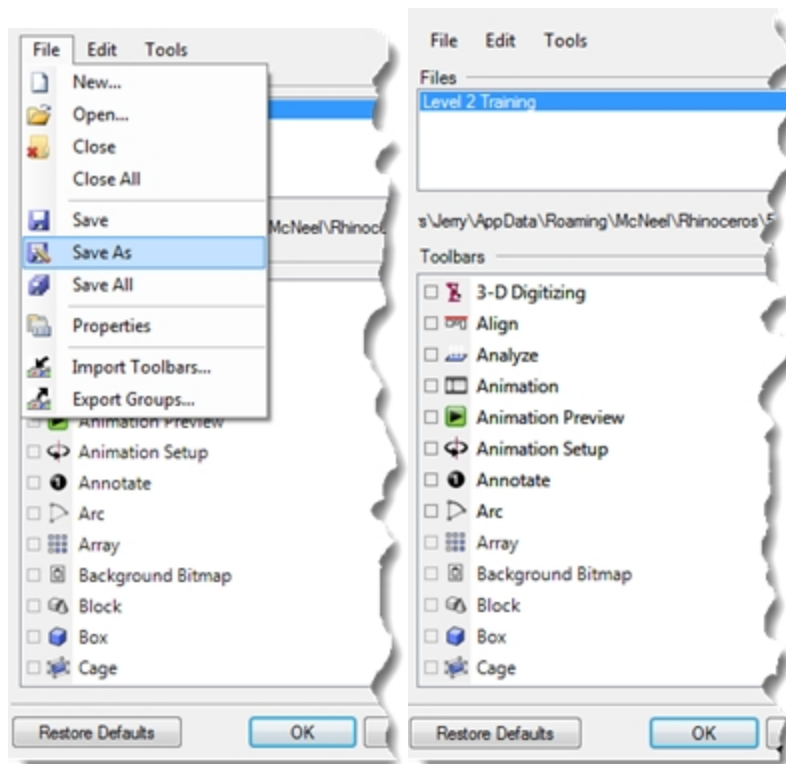 File Edit Tools
New...
Open...
Close
Close All
Save
McNeel\Rhinoc
Save As
Save All
Properties
Import Toolbars...
Export Groups...
Animation Preview
Animation Setup
Annotate
Arc
Array
Background Bitmap
Block
Box
Cage
Restore Defaults OK
File Edit Tools
Files
Level 2 Training
s\Jerry\AppData\Roaming\McNeel\Rhinoceros\5
Toolbars
3-D Digitizing
Align
Analyze
Animation
Animation Preview
Animation Setup
Annotate
Arc
Array
Background Bitmap
Block
Box
Cage
Restore Defaults OK